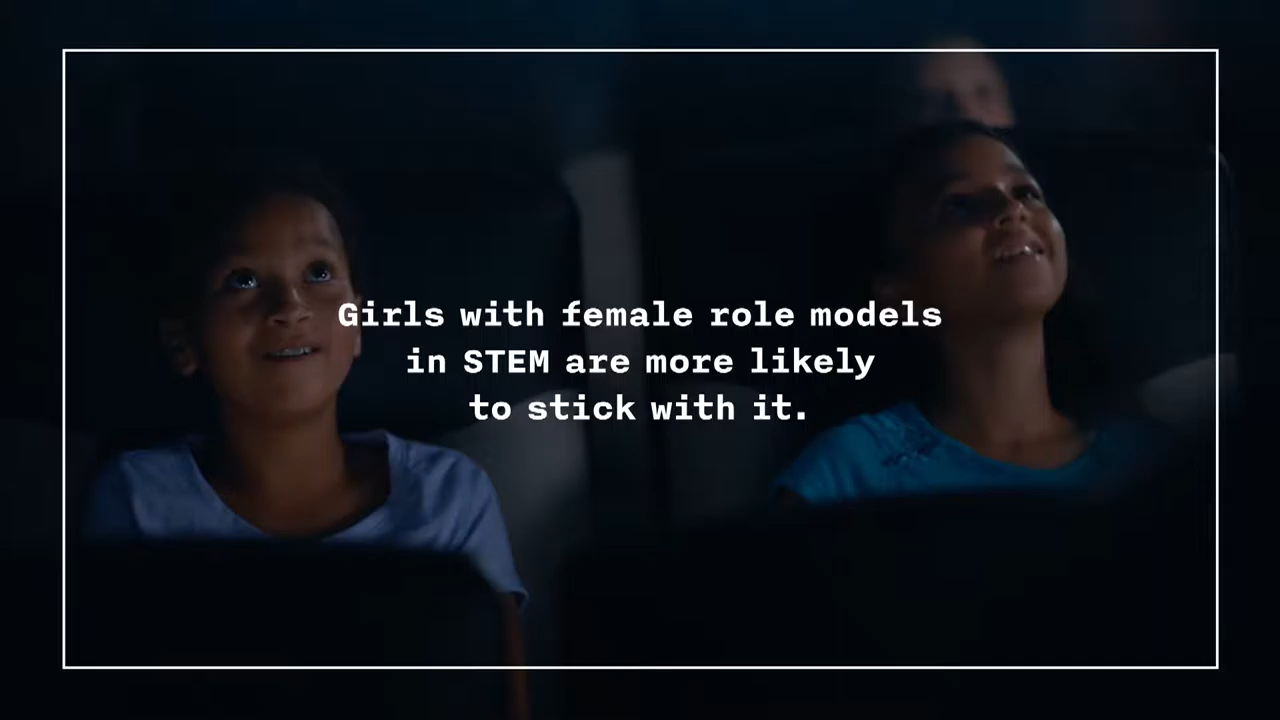 Girls with female role models
in STEM are more likely
to stick with it.